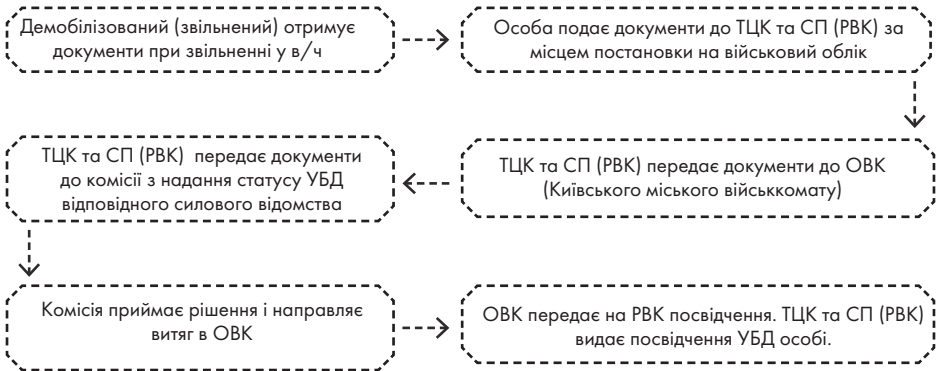 Демобілізований (звільнений) отримує
документи при звільненні у в/ч
Особа подає документи до ТЦК та СП (РВК) за
місцем постановки на військовий облік
ТЦК та СП (РВК) передає документи до ОВК
(Київського міського військкомату)
ТЦК та СП (РВК) передає документи
до комісії з надання статусу УБД
відповідного силового відомства
Комісія приймає рішення і направляє
витяг в ОВК
ОВК передає на РВК посвідчення. ТЦК та СП (РВК)
видає посвідчення УБД особі.